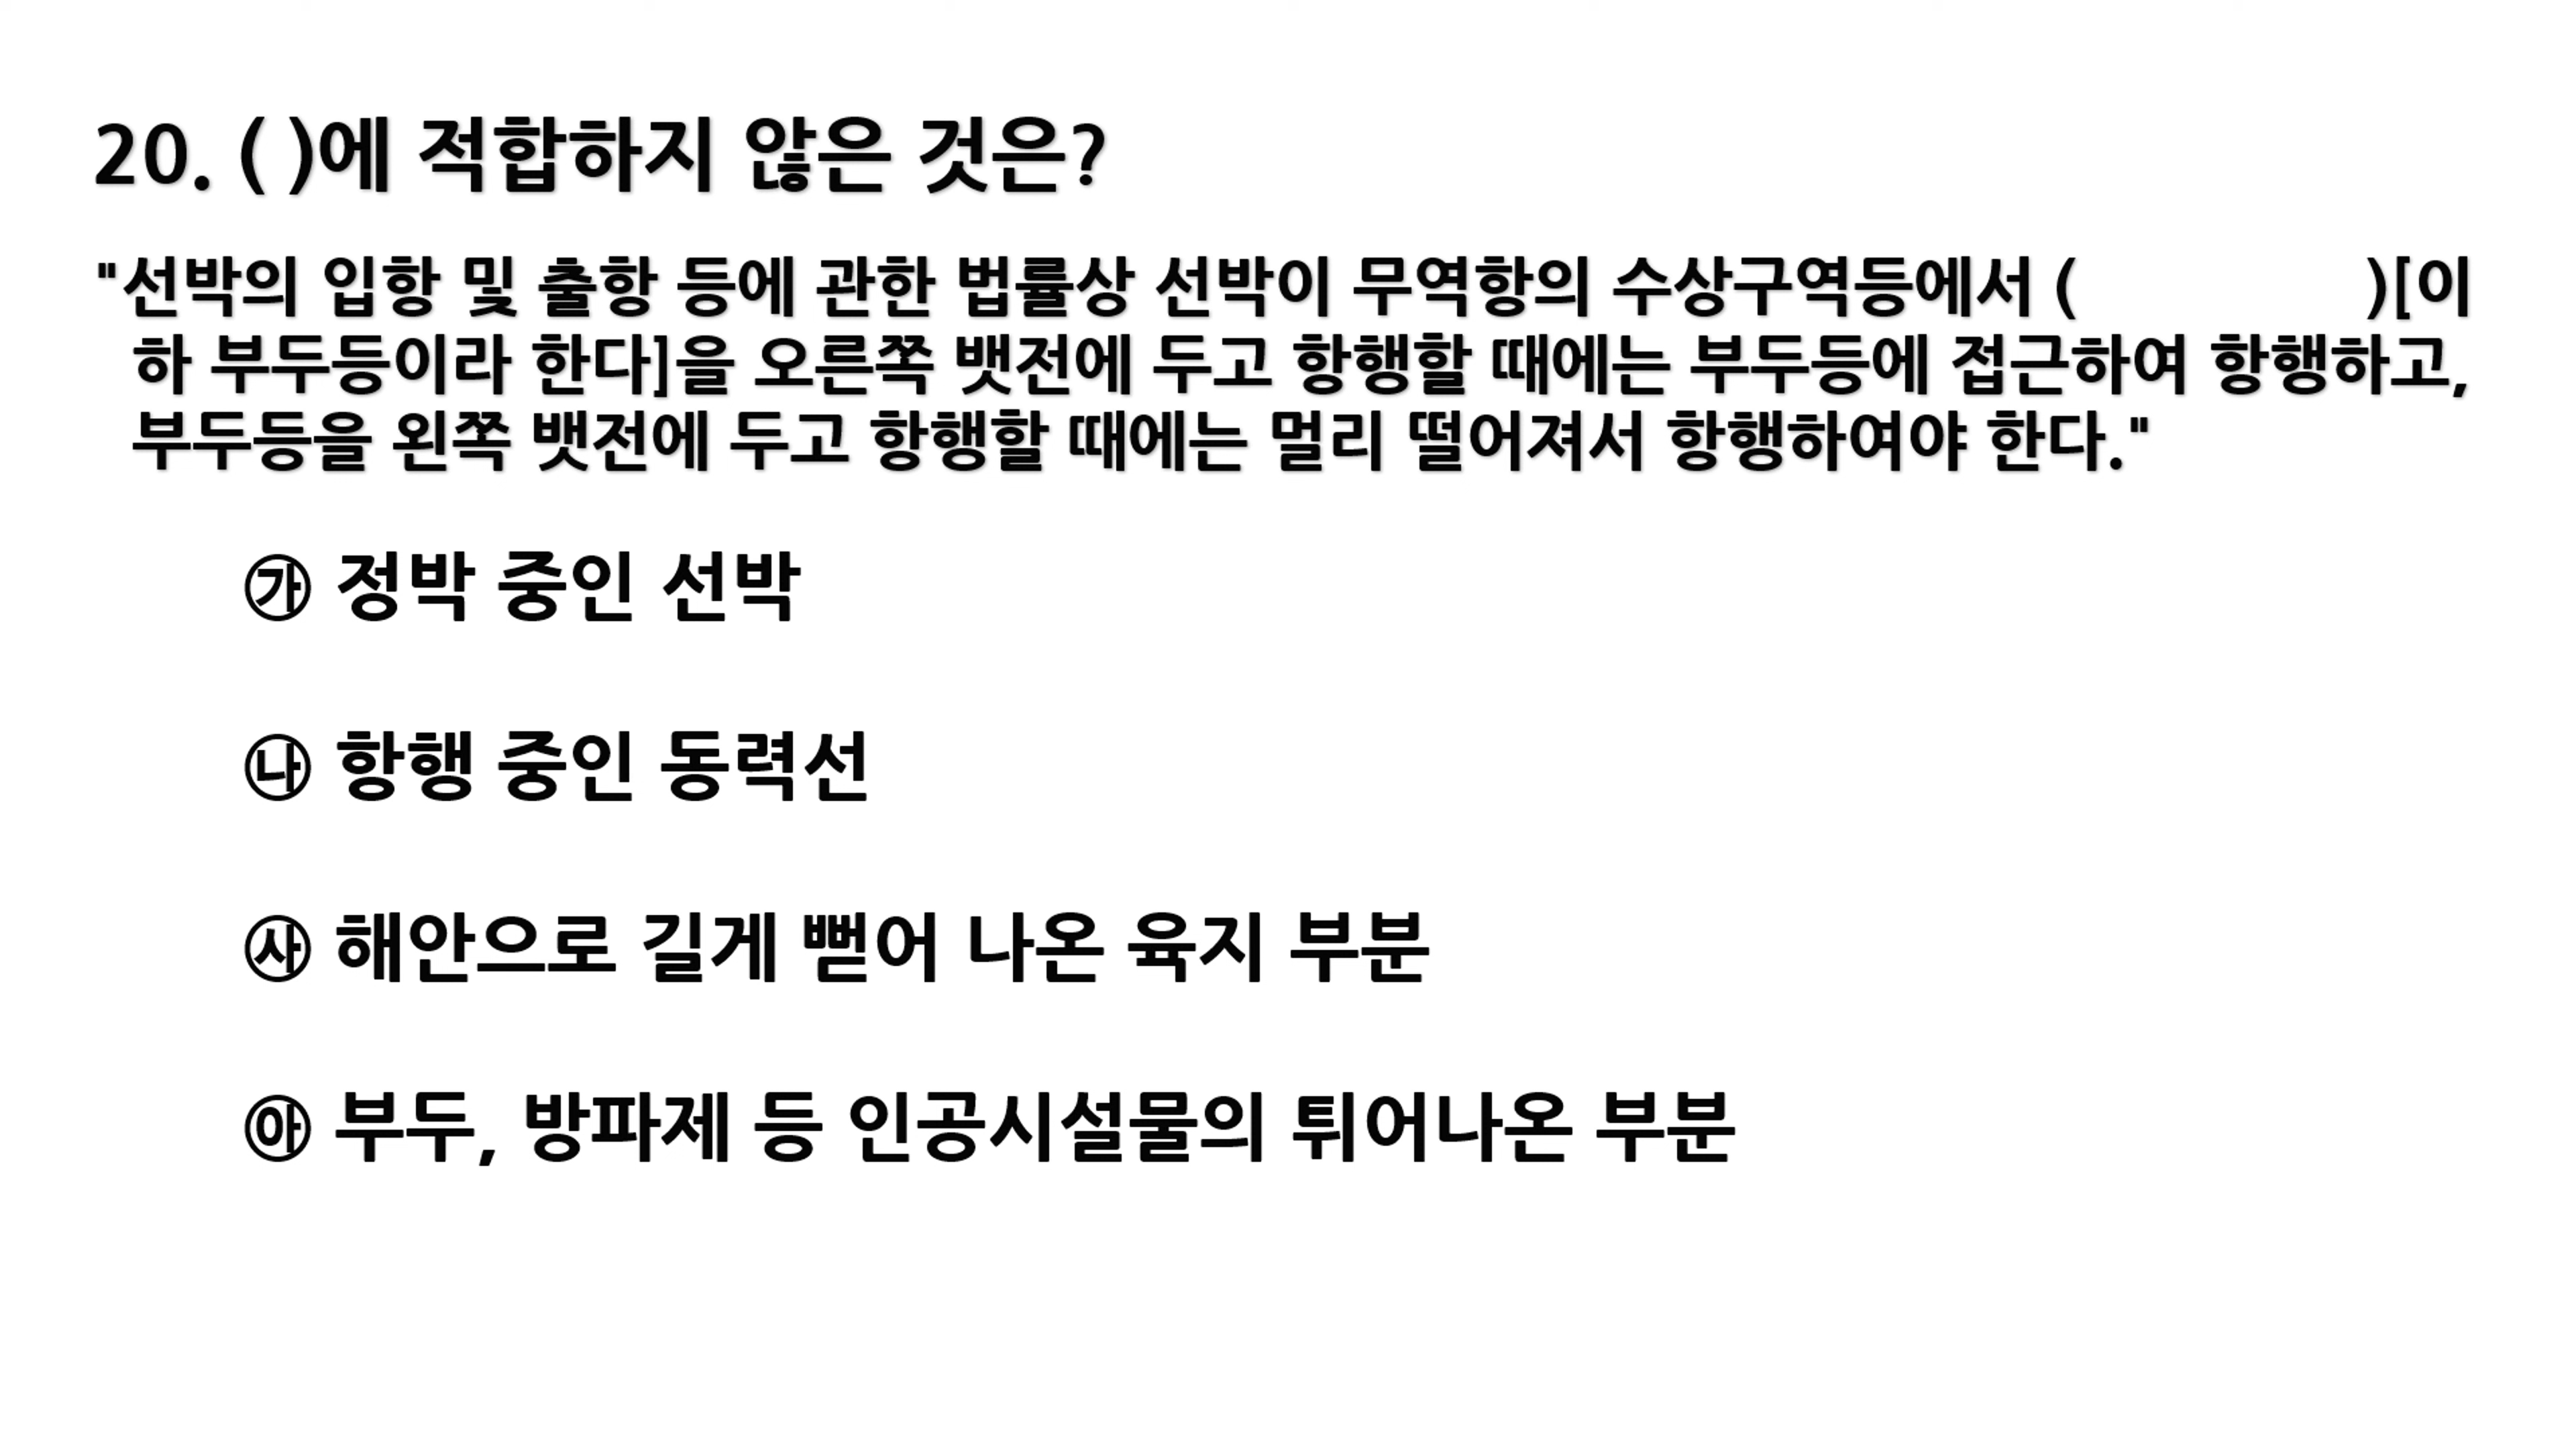 20. ( )에 적합하지 않은 것은?
"선박의 입항 및 출항 등에 관한 법률상 선박이 무역항의 수상구역등에서 (                )[이
하 부두등이라 한다]을 오른쪽 뱃전에 두고 항행할 때에는 부두등에 접근하여 항행하고,
부두등을 왼쪽 뱃전에 두고 항행할 때에는 멀리 떨어져서 항행하여야 한다."
㉮ 정박 중인 선박
㉯ 항행 중인 동력선
㉴ 해안으로 길게 뻗어 나온 육지 부분
㉵ 부두, 방파제 등 인공시설물의 튀어나온 부분